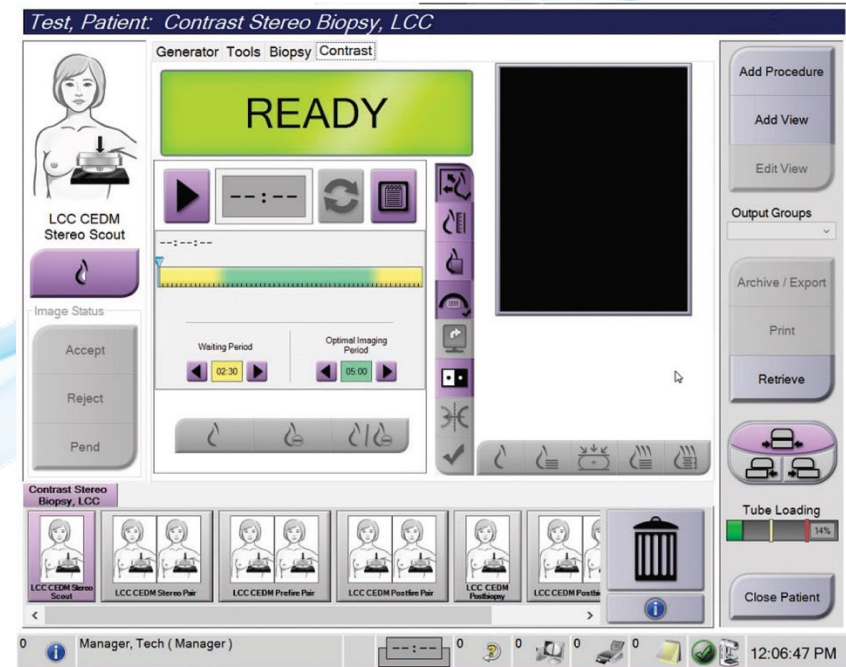 Test, Patient: Contrast Stereo Biopsy, LCC
Generator Tools Biopsy Contrast
READY
--:--
--:--:--
Waiting Period
02:30
Optimal Imaging
Period
05:00
LCC CEDM
Stereo Scout
Image Status
Accept
Reject
Pend
Add Procedure
Add View
Edit View
Output Groups
Archive / Export
Print
Retrieve
Tube Loading
14%
Close Patient
Contrast Stereo
Biopsy, LCC
LCC CEDM Stereo
Scout
LCC CEDM Stereo Pair
LCC CEDM Prefire Pair
LCC CEDM Postfire Pair
LCC CEDM
Postbiopsy
LCC CEDM Postbi
0
Manager, Tech ( Manager )
--:--
0
0
0
0
12:06:47 PM